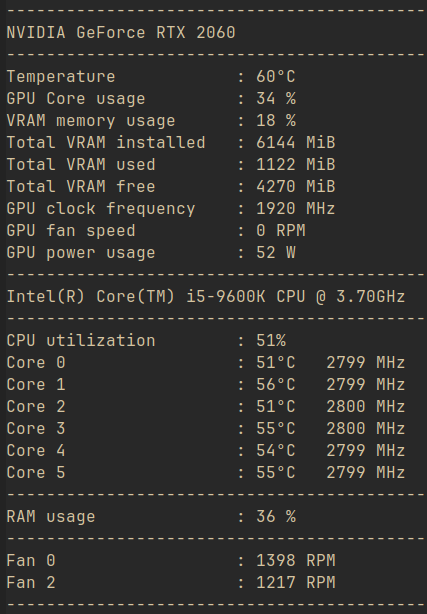 -------------------------------------------
NVIDIA GeForce RTX 2060
-------------------------------------------
Temperature            : 60°C
GPU Core usage         : 34 %
VRAM memory usage      : 18 %
Total VRAM installed   : 6144 MiB
Total VRAM used        : 1122 MiB
Total VRAM free        : 4270 MiB
GPU clock frequency    : 1920 MHz
GPU fan speed          : 0 RPM
GPU power usage        : 52 W
-------------------------------------------
Intel(R) Core(TM) i5-9600K CPU @ 3.70GHz
-------------------------------------------
CPU utilization        : 51%
Core 0                 : 51°C   2799 MHz
Core 1                 : 56°C   2799 MHz
Core 2                 : 51°C   2800 MHz
Core 3                 : 55°C   2800 MHz
Core 4                 : 54°C   2799 MHz
Core 5                 : 55°C   2799 MHz
-------------------------------------------
RAM usage              : 36 %
-------------------------------------------
Fan 0                  : 1398 RPM
Fan 2                  : 1217 RPM
-------------------------------------------